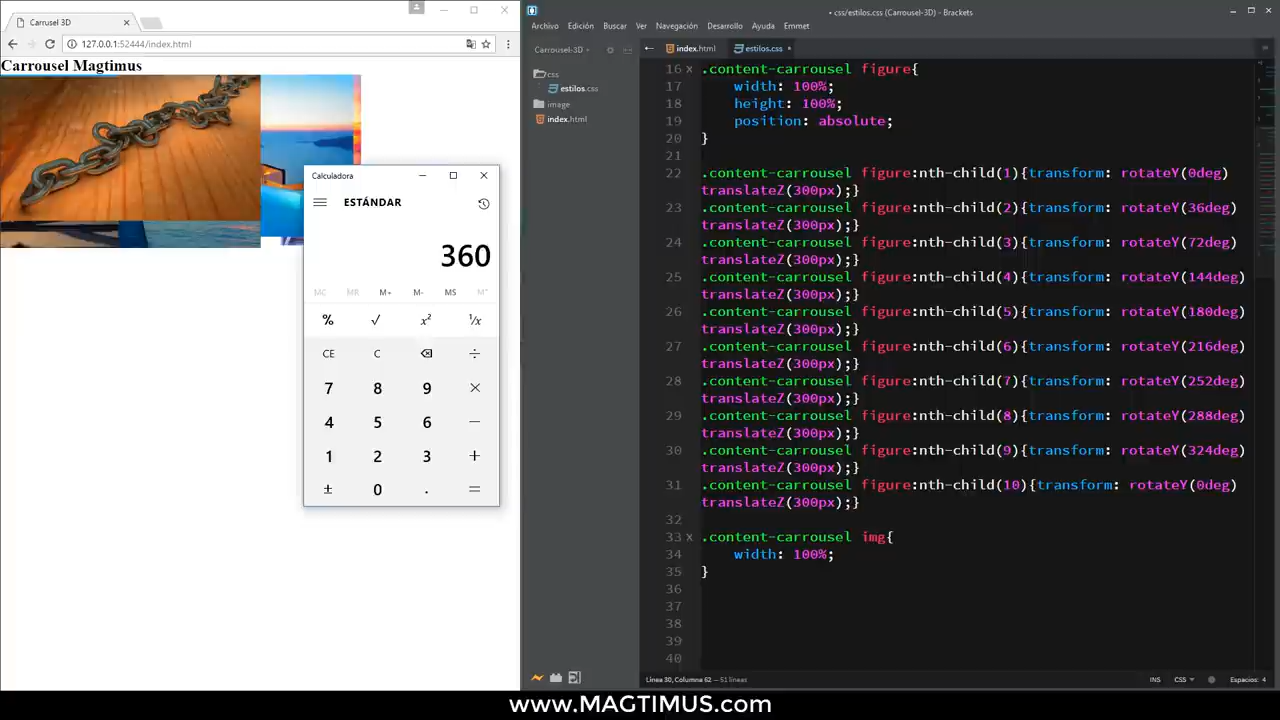 Carrusel 3D
127.0.0.1:52444/index.html
Carrousel Magtimus
Calculadora
ESTÁNDAR
360
MC MR M+ M- MS M˅
% √ x² ¹/x
CE C ⌫ ÷
7 8 9 ×
4 5 6 −
1 2 3 +
± 0 . =
• css/estilos.css (Carrousel-3D) - Brackets
Archivo Edición Buscar Ver Navegación Desarrollo Ayuda Emmet
Carrousel-3D
index.html estilos.css
css
estilos.css
image
index.html
16 .content-carrousel figure{
17 width: 100%;
18 height: 100%;
19 position: absolute;
20 }
21
22 .content-carrousel figure:nth-child(1){transform: rotateY(0deg)
translateZ(300px);}
23 .content-carrousel figure:nth-child(2){transform: rotateY(36deg)
translateZ(300px);}
24 .content-carrousel figure:nth-child(3){transform: rotateY(72deg)
translateZ(300px);}
25 .content-carrousel figure:nth-child(4){transform: rotateY(144deg)
translateZ(300px);}
26 .content-carrousel figure:nth-child(5){transform: rotateY(180deg)
translateZ(300px);}
27 .content-carrousel figure:nth-child(6){transform: rotateY(216deg)
translateZ(300px);}
28 .content-carrousel figure:nth-child(7){transform: rotateY(252deg)
translateZ(300px);}
29 .content-carrousel figure:nth-child(8){transform: rotateY(288deg)
translateZ(300px);}
30 .content-carrousel figure:nth-child(9){transform: rotateY(324deg)
translateZ(300px);}
31 .content-carrousel figure:nth-child(10){transform: rotateY(0deg)
translateZ(300px);}
32
33 .content-carrousel img{
34 width: 100%;
35 }
36
37
38
39
40
Línea 30, Columna 62 — 51 líneas
INS CSS Espacios: 4
www.MAGTIMUS.com